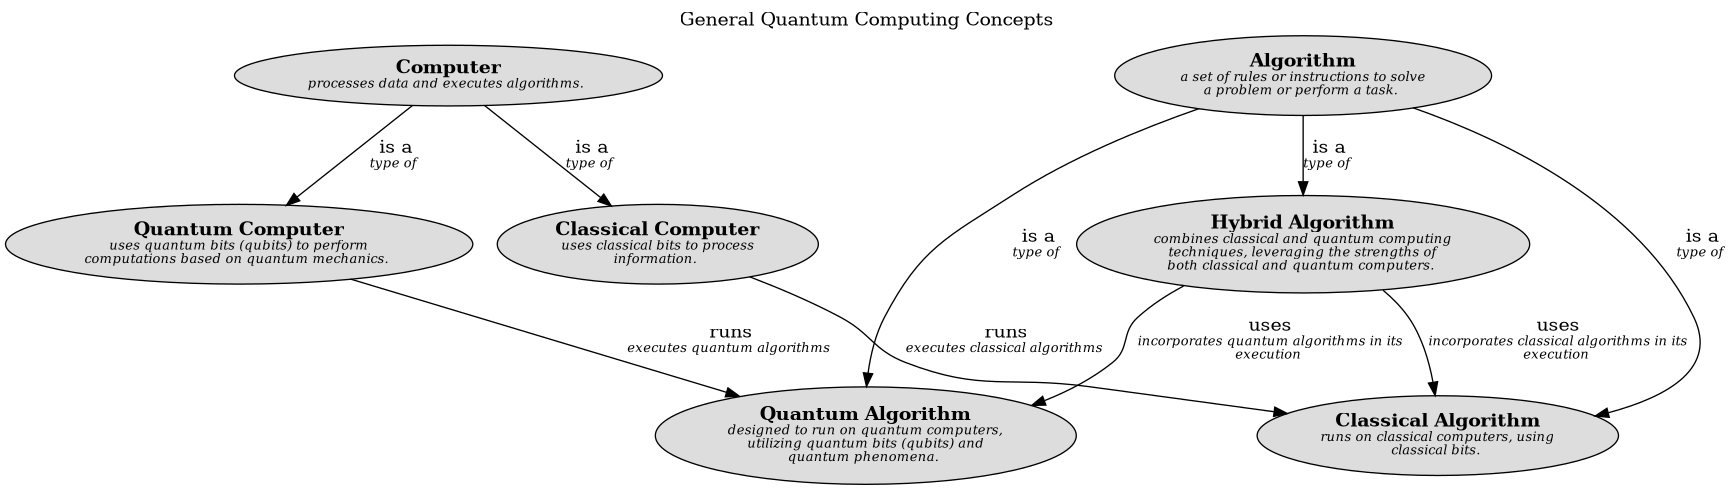 General Quantum Computing Concepts
Computer
processes data and executes algorithms.
Algorithm
a set of rules or instructions to solve
a problem or perform a task.
is a
type of
is a
type of
is a
type of
Quantum Computer
uses quantum bits (qubits) to perform
computations based on quantum mechanics.
Classical Computer
uses classical bits to process
information.
is a
type of
Hybrid Algorithm
combines classical and quantum computing
techniques, leveraging the strengths of
both classical and quantum computers.
is a
type of
runs
executes quantum algorithms
runs
executes classical algorithms
uses
incorporates quantum algorithms in its
execution
uses
incorporates classical algorithms in its
execution
Quantum Algorithm
designed to run on quantum computers,
utilizing quantum bits (qubits) and
quantum phenomena.
Classical Algorithm
runs on classical computers, using
classical bits.